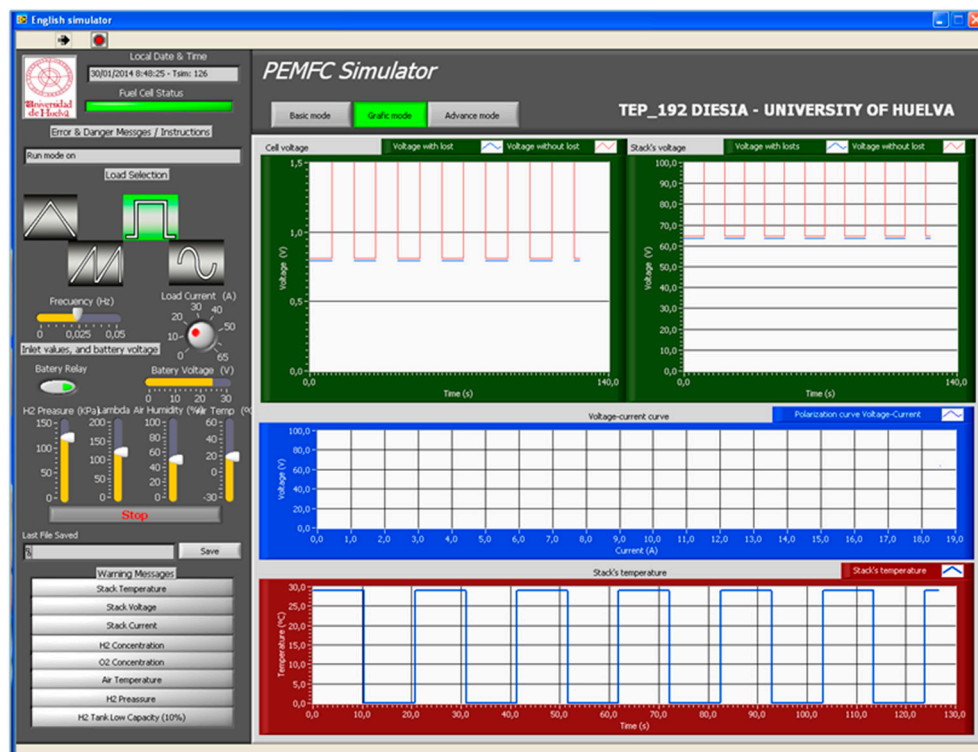 English simulator
Universidad
de Huelva
Local Date & Time
30/01/2014 8:48:25 - Tsim: 126
Fuel Cell Status
Error & Danger Messges / Instructions
Run mode on
Load Selection
Frecuency (Hz)
0 0,025 0,05
Load Current (A)
0 10 20 30 40 50 65
Inlet values, and battery voltage
Batery Relay
Batery Voltage (V)
0 10 20 30
H2 Preasure (KPa) Lambda Air Humidity (%) Air Temp (º
150 200 100 60
100 150 80 40
100 60 20
50 50 40 0
20
0 0 0 -30
Stop
Last File Saved
%
Save
Warning Messages
Stack Temperature
Stack Voltage
Stack Current
H2 Concentration
O2 Concentration
Air Temperature
H2 Preassure
H2 Tank Low Capacity (10%)
PEMFC Simulator
Basic mode Grafic mode Advance mode
TEP_192 DIESIA - UNIVERSITY OF HUELVA
Cell voltage Voltage with lost Voltage without lost
Voltage (V)
1,5
1,0
0,5
0,0
0,0 140,0
Time (s)
Stack's voltage Voltage with losts Voltage without lost
Voltage (V)
100,0
90,0
80,0
70,0
60,0
50,0
40,0
30,0
20,0
10,0
0,0
0,0 140,0
Time (s)
Voltage-current curve Polarization curve Voltage-Current
Voltage (V)
100,0
80,0
60,0
40,0
20,0
0,0
0,0 1,0 2,0 3,0 4,0 5,0 6,0 7,0 8,0 9,0 10,0 11,0 12,0 13,0 14,0 15,0 16,0 17,0 18,0 19,0
Current (A)
Stack's temperature Stack's temperature
Temperature (ºC)
30,0
25,0
20,0
15,0
10,0
5,0
0,0
0,0 10,0 20,0 30,0 40,0 50,0 60,0 70,0 80,0 90,0 100,0 110,0 120,0 130,0
Time (s)